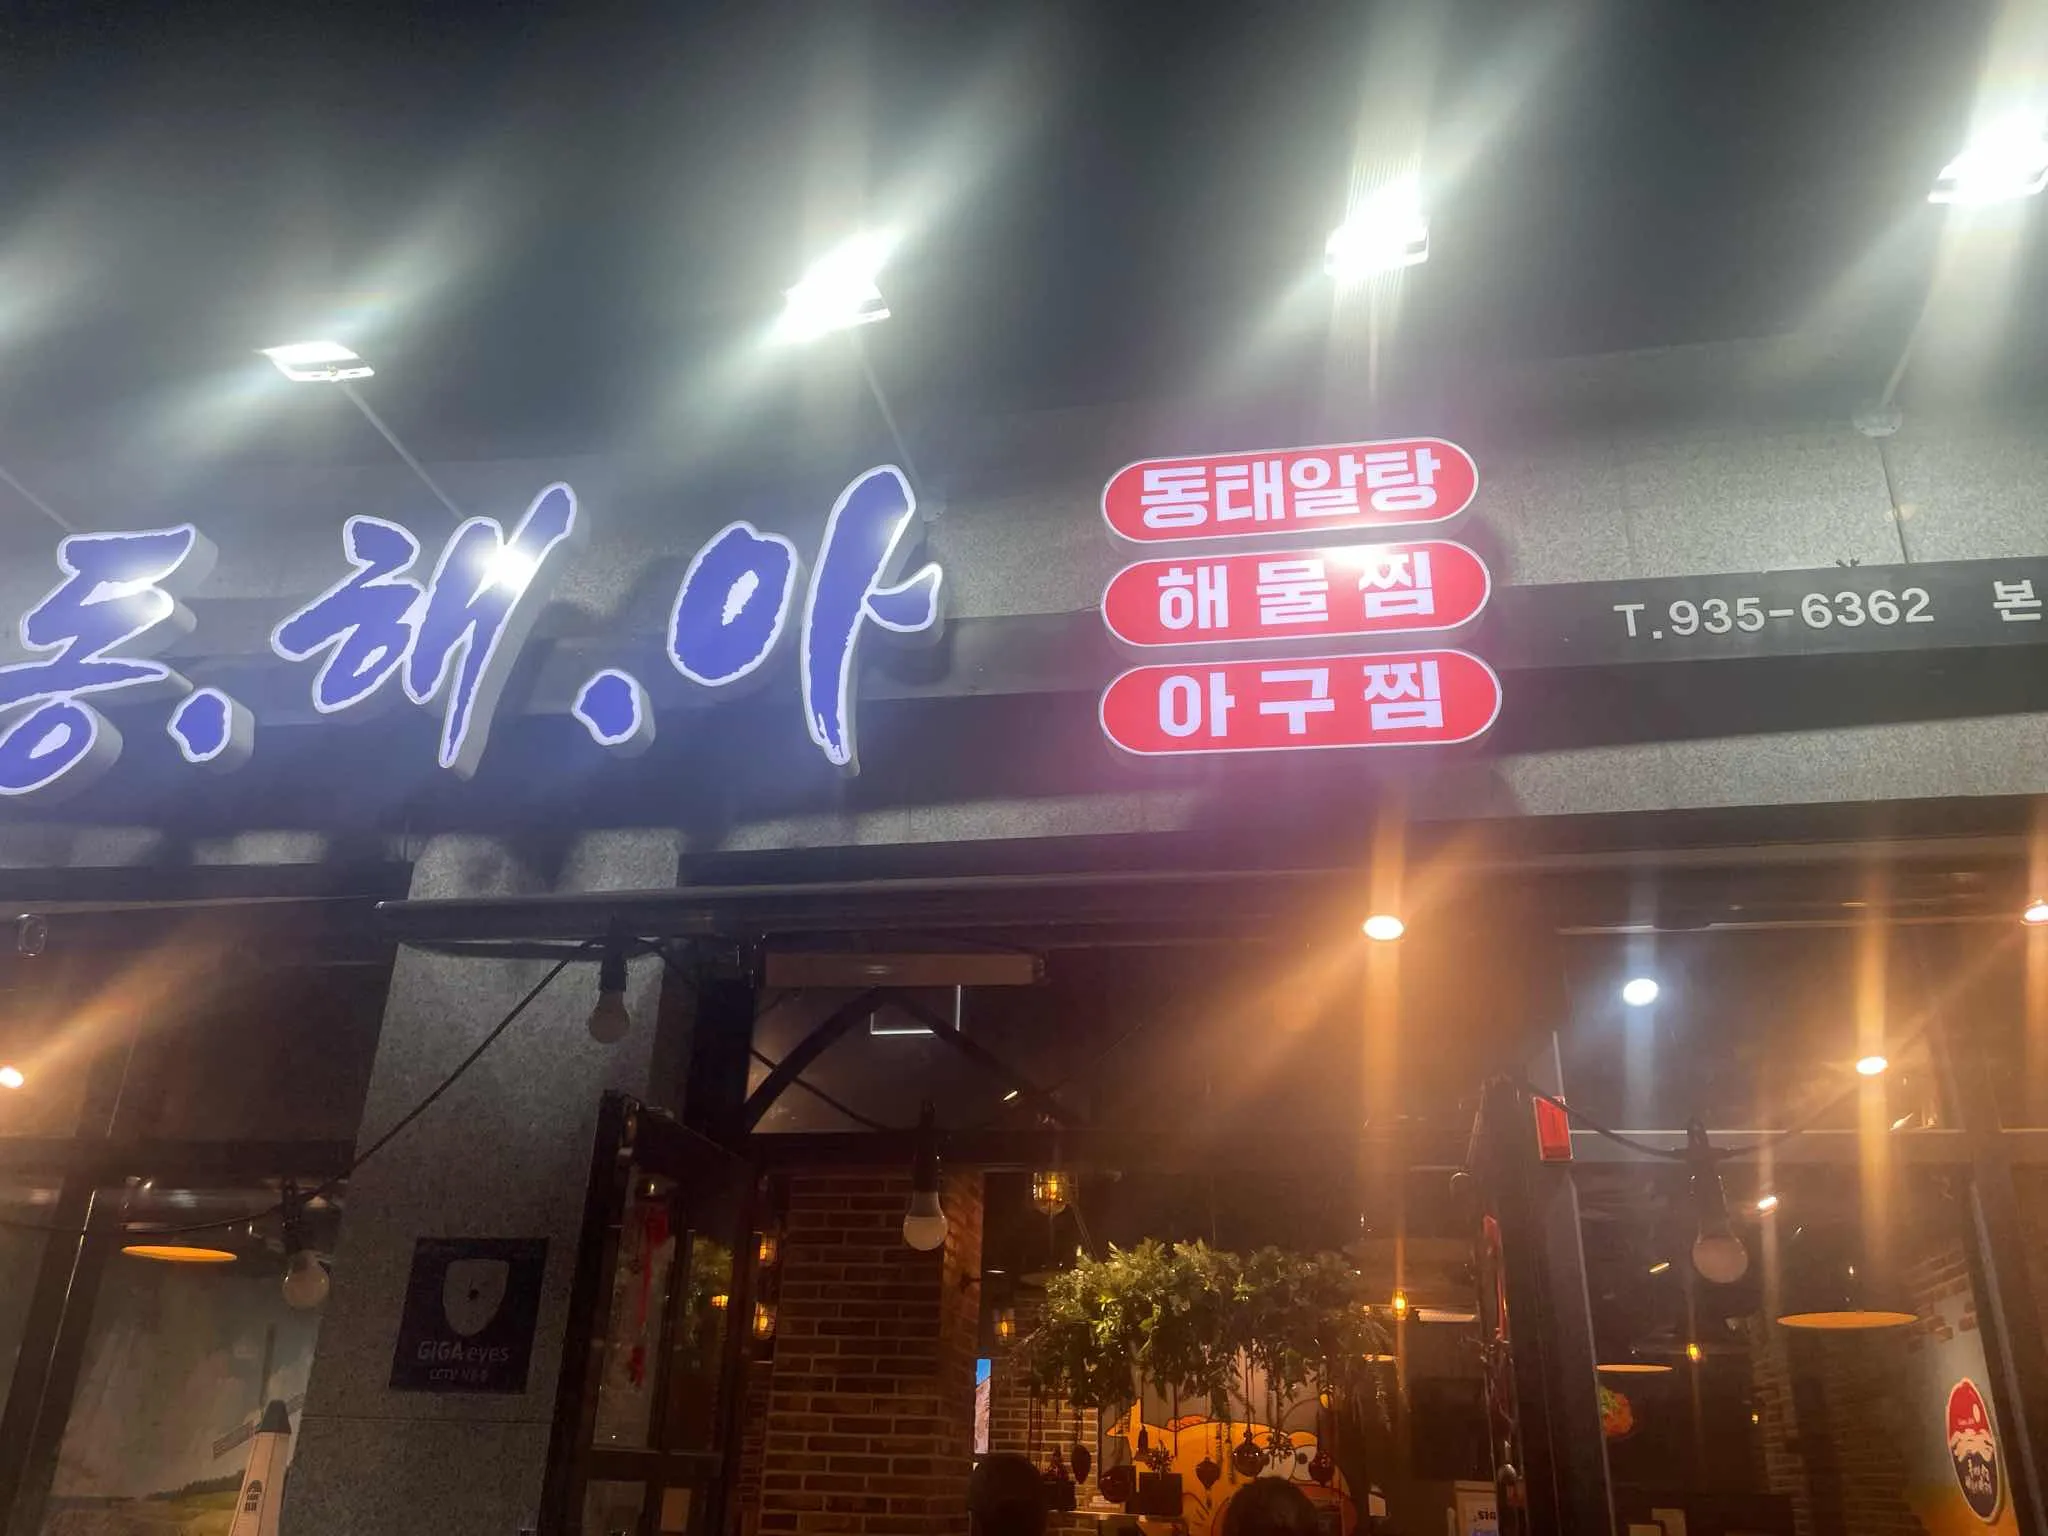 동.해.아
동태알탕
해물찜
아구찜
T.935-6362 본
GiGA eyes